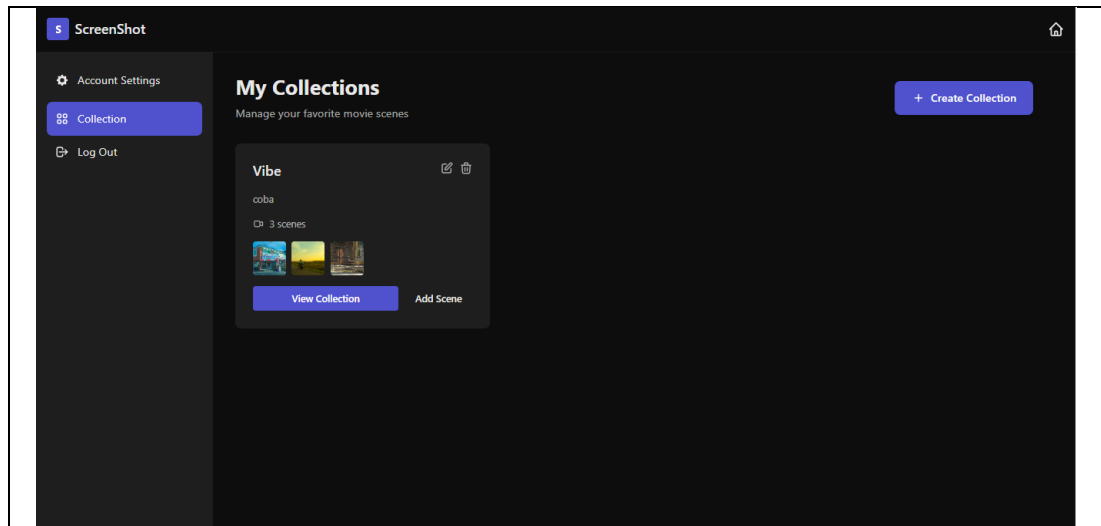 S ScreenShot
Account Settings
Collection
Log Out
My Collections
Manage your favorite movie scenes
+ Create Collection
Vibe
coba
3 scenes
View Collection
Add Scene